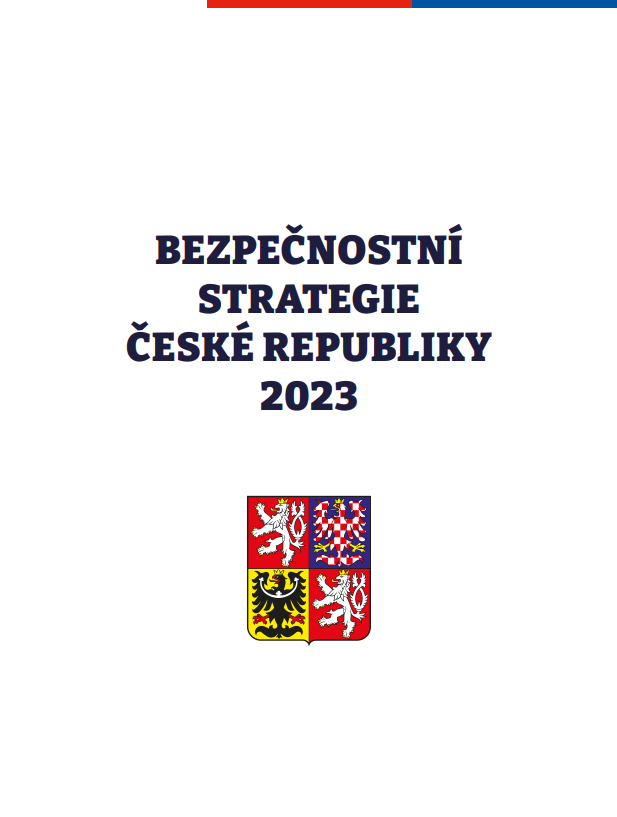 BEZPEČNOSTNÍ
STRATEGIE
ČESKÉ REPUBLIKY
2023